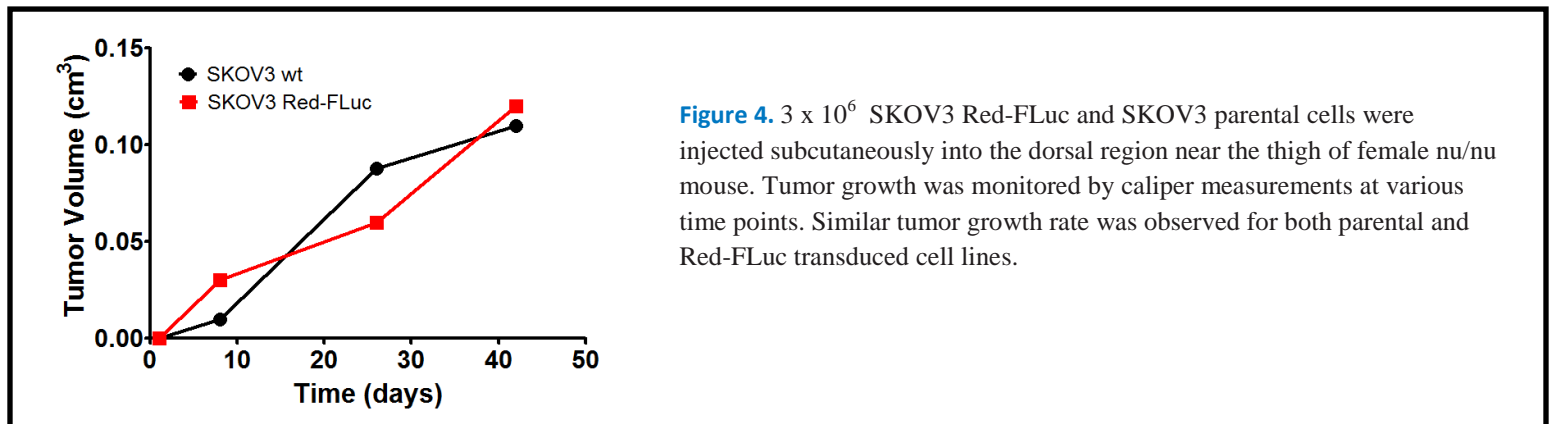 Tumor Volume (cm³)
0.15
0.10
0.05
0.00
0 10 20 30 40 50
Time (days)
SKOV3 wt
SKOV3 Red-FLuc
Figure 4. 3 x 10⁶ SKOV3 Red-FLuc and SKOV3 parental cells were
injected subcutaneously into the dorsal region near the thigh of female nu/nu
mouse. Tumor growth was monitored by caliper measurements at various
time points. Similar tumor growth rate was observed for both parental and
Red-FLuc transduced cell lines.